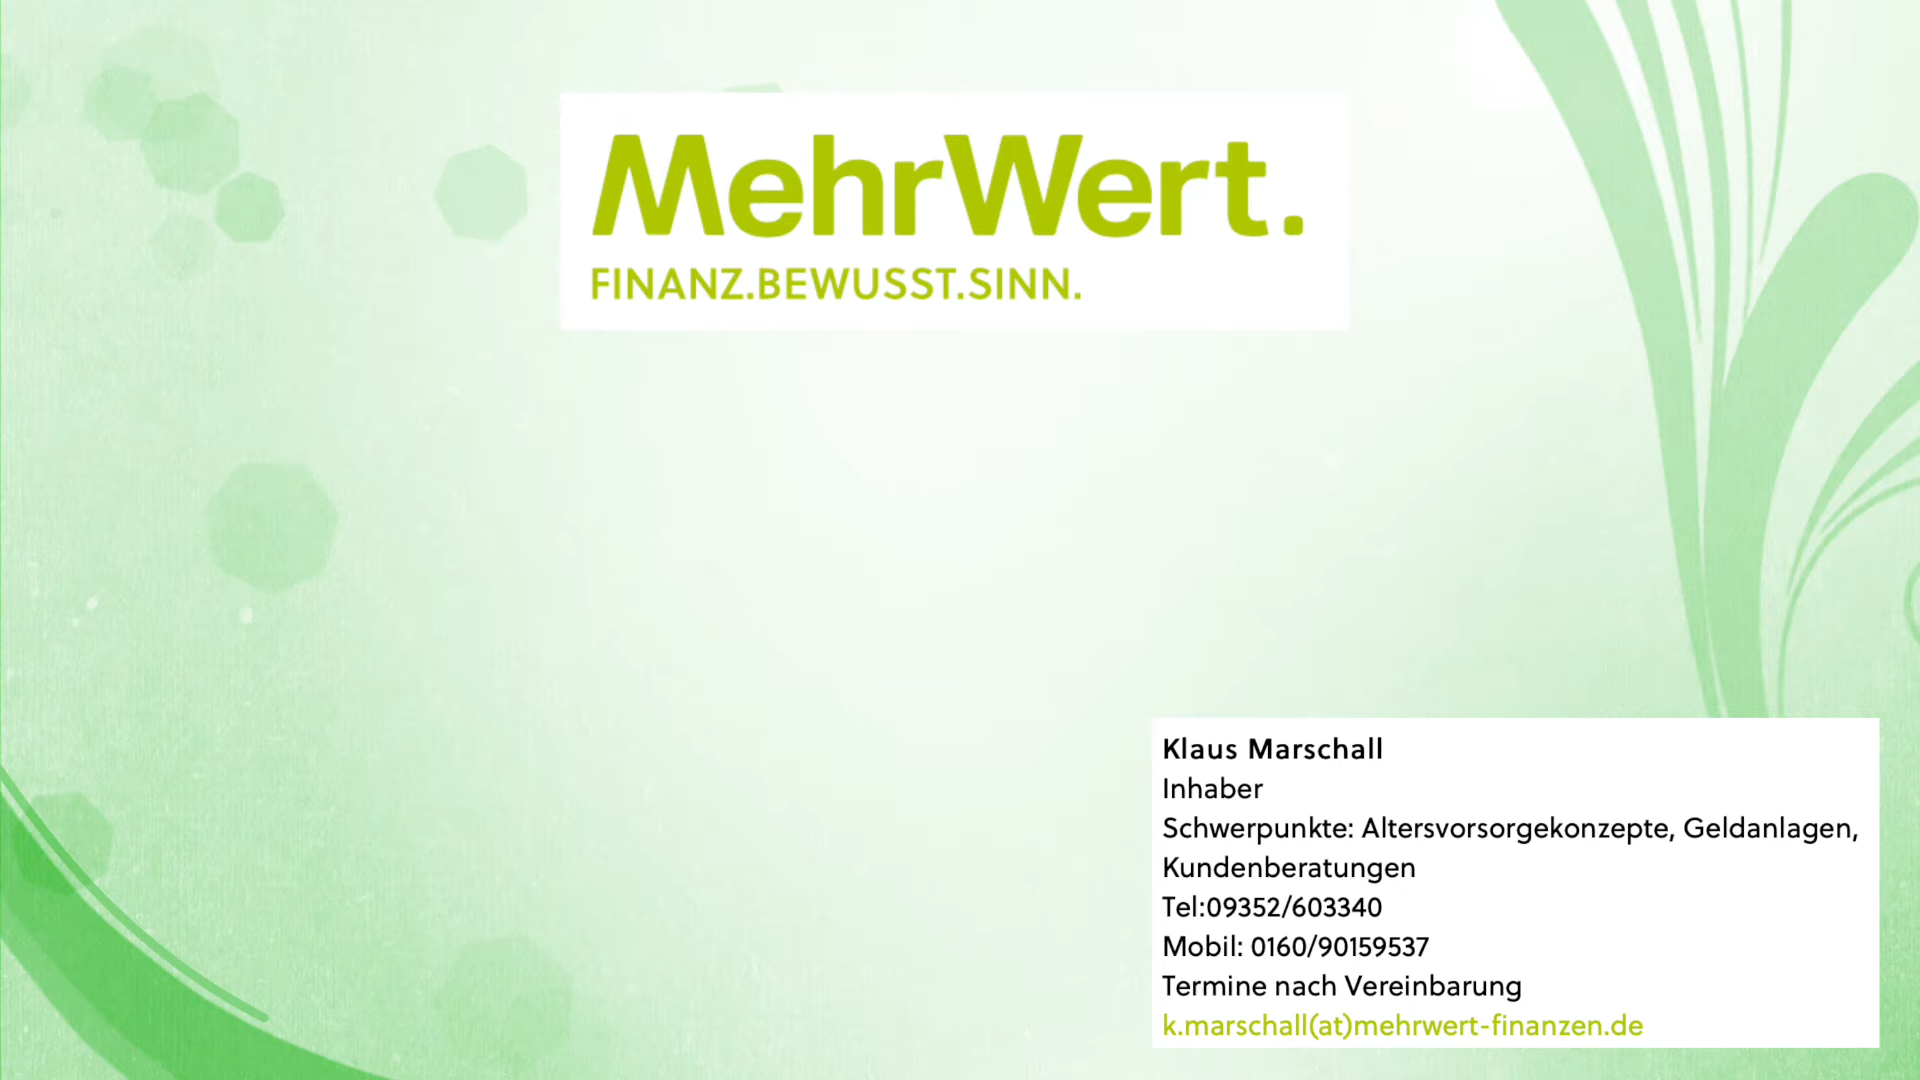 MehrWert.
FINANZ.BEWUSST.SINN.
Klaus Marschall
Inhaber
Schwerpunkte: Altersvorsorgekonzepte, Geldanlagen,
Kundenberatungen
Tel:09352/603340
Mobil: 0160/90159537
Termine nach Vereinbarung
k.marschall(at)mehrwert-finanzen.de